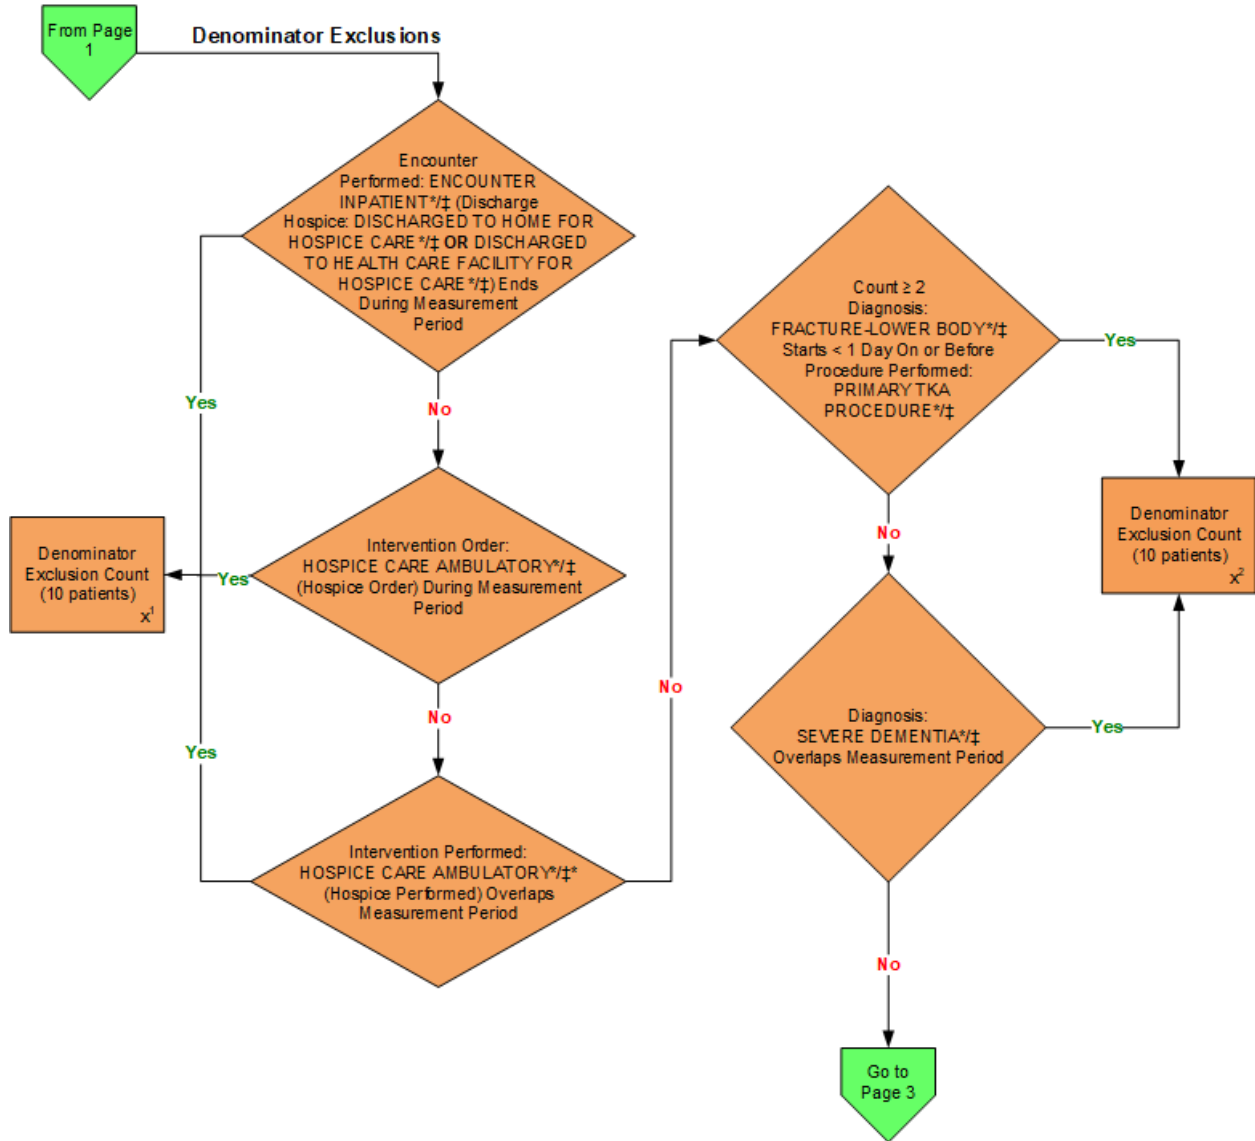 From Page
1
Denominator Exclusions
Encounter
Performed: ENCOUNTER
INPATIENT*/‡ (Discharge
Hospice: DISCHARGED TO HOME FOR
HOSPICE CARE*/‡ OR DISCHARGED
TO HEALTH CARE FACILITY FOR
HOSPICE CARE*/‡) Ends
During Measurement
Period
Yes
No
Intervention Order:
HOSPICE CARE AMBULATORY*/‡
(Hospice Order) During Measurement
Period
Yes
Denominator
Exclusion Count
(10 patients)
x1
No
Yes
Intervention Performed:
HOSPICE CARE AMBULATORY*/‡*
(Hospice Performed) Overlaps
Measurement Period
No
Count ≥ 2
Diagnosis:
FRACTURE-LOWER BODY*/‡
Starts < 1 Day On or Before
Procedure Performed:
PRIMARY TKA
PROCEDURE*/‡
Yes
No
Denominator
Exclusion Count
(10 patients)
x2
Diagnosis:
SEVERE DEMENTIA*/‡
Overlaps Measurement Period
Yes
No
Go to
Page 3